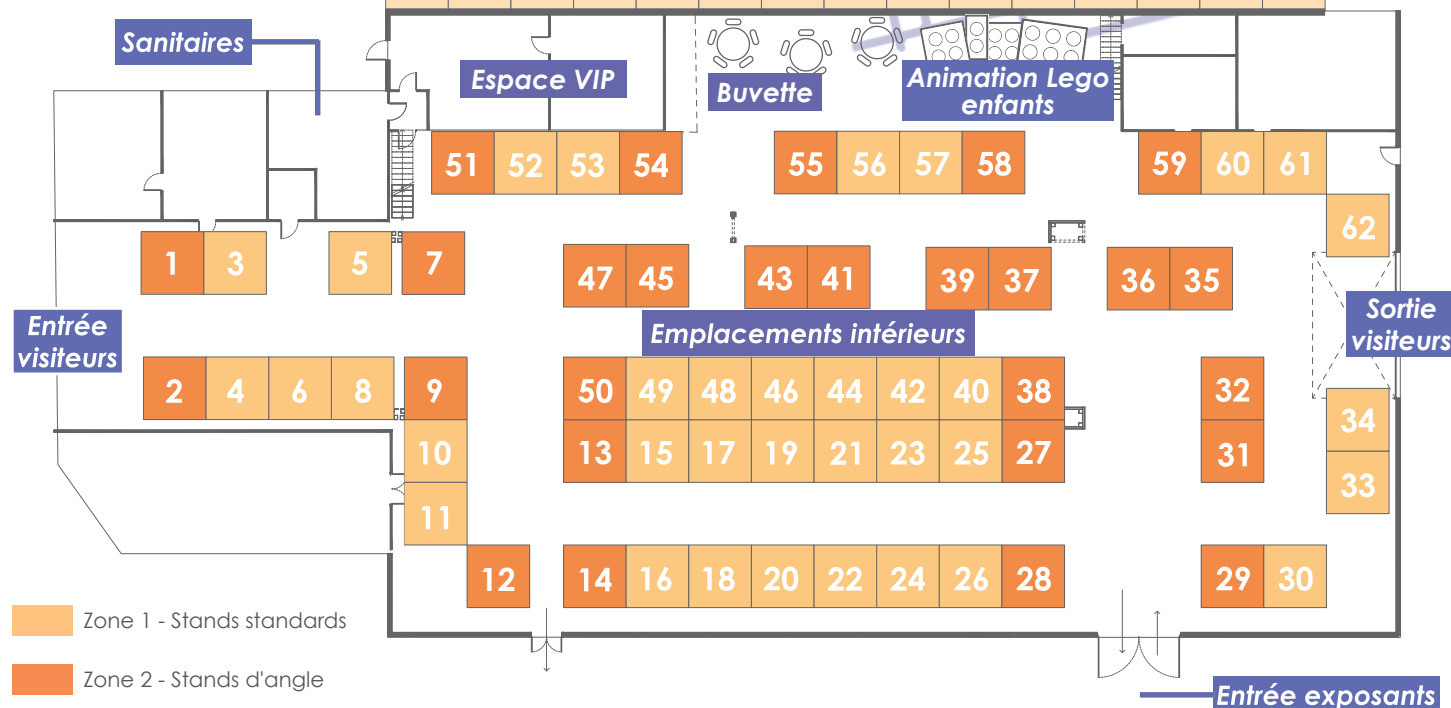 Sanitaires
Espace VIP
Buvette
Animation Lego
enfants
51 52 53 54 55 56 57 58 59 60 61
62
1 3 5 7 47 45 43 41 39 37 36 35
Entrée
visiteurs
Emplacements intérieurs
Sortie
visiteurs
2 4 6 8 9 50 49 48 46 44 42 40 38 32
34
10 13 15 17 19 21 23 25 27 31
33
11
12 14 16 18 20 22 24 26 28 29 30
Zone 1 - Stands standards
Zone 2 - Stands d'angle
Entrée exposants